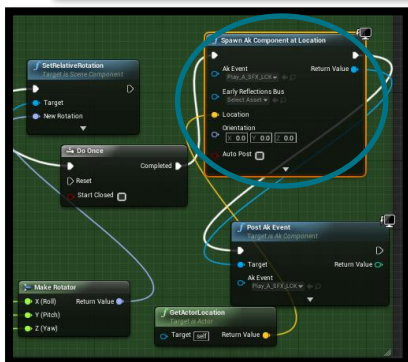 SetRelativeRotation
Target is Scene Component
Target
New Rotation
Do Once
Completed
Reset
Start Closed
Make Rotator
X (Roll)
Return Value
Y (Pitch)
Z (Yaw)
Spawn Ak Component at Location
Ak Event
Return Value
Play_A_SFX_LCK
Early Reflections Bus
Select Asset
Location
Orientation
X 0.0 Y 0.0 Z 0.0
Auto Post
Post Ak Event
Target is Ak Component
Target
Return Value
Ak Event
Play_A_SFX_LCK
GetActorLocation
Target is Actor
Target self Return Value